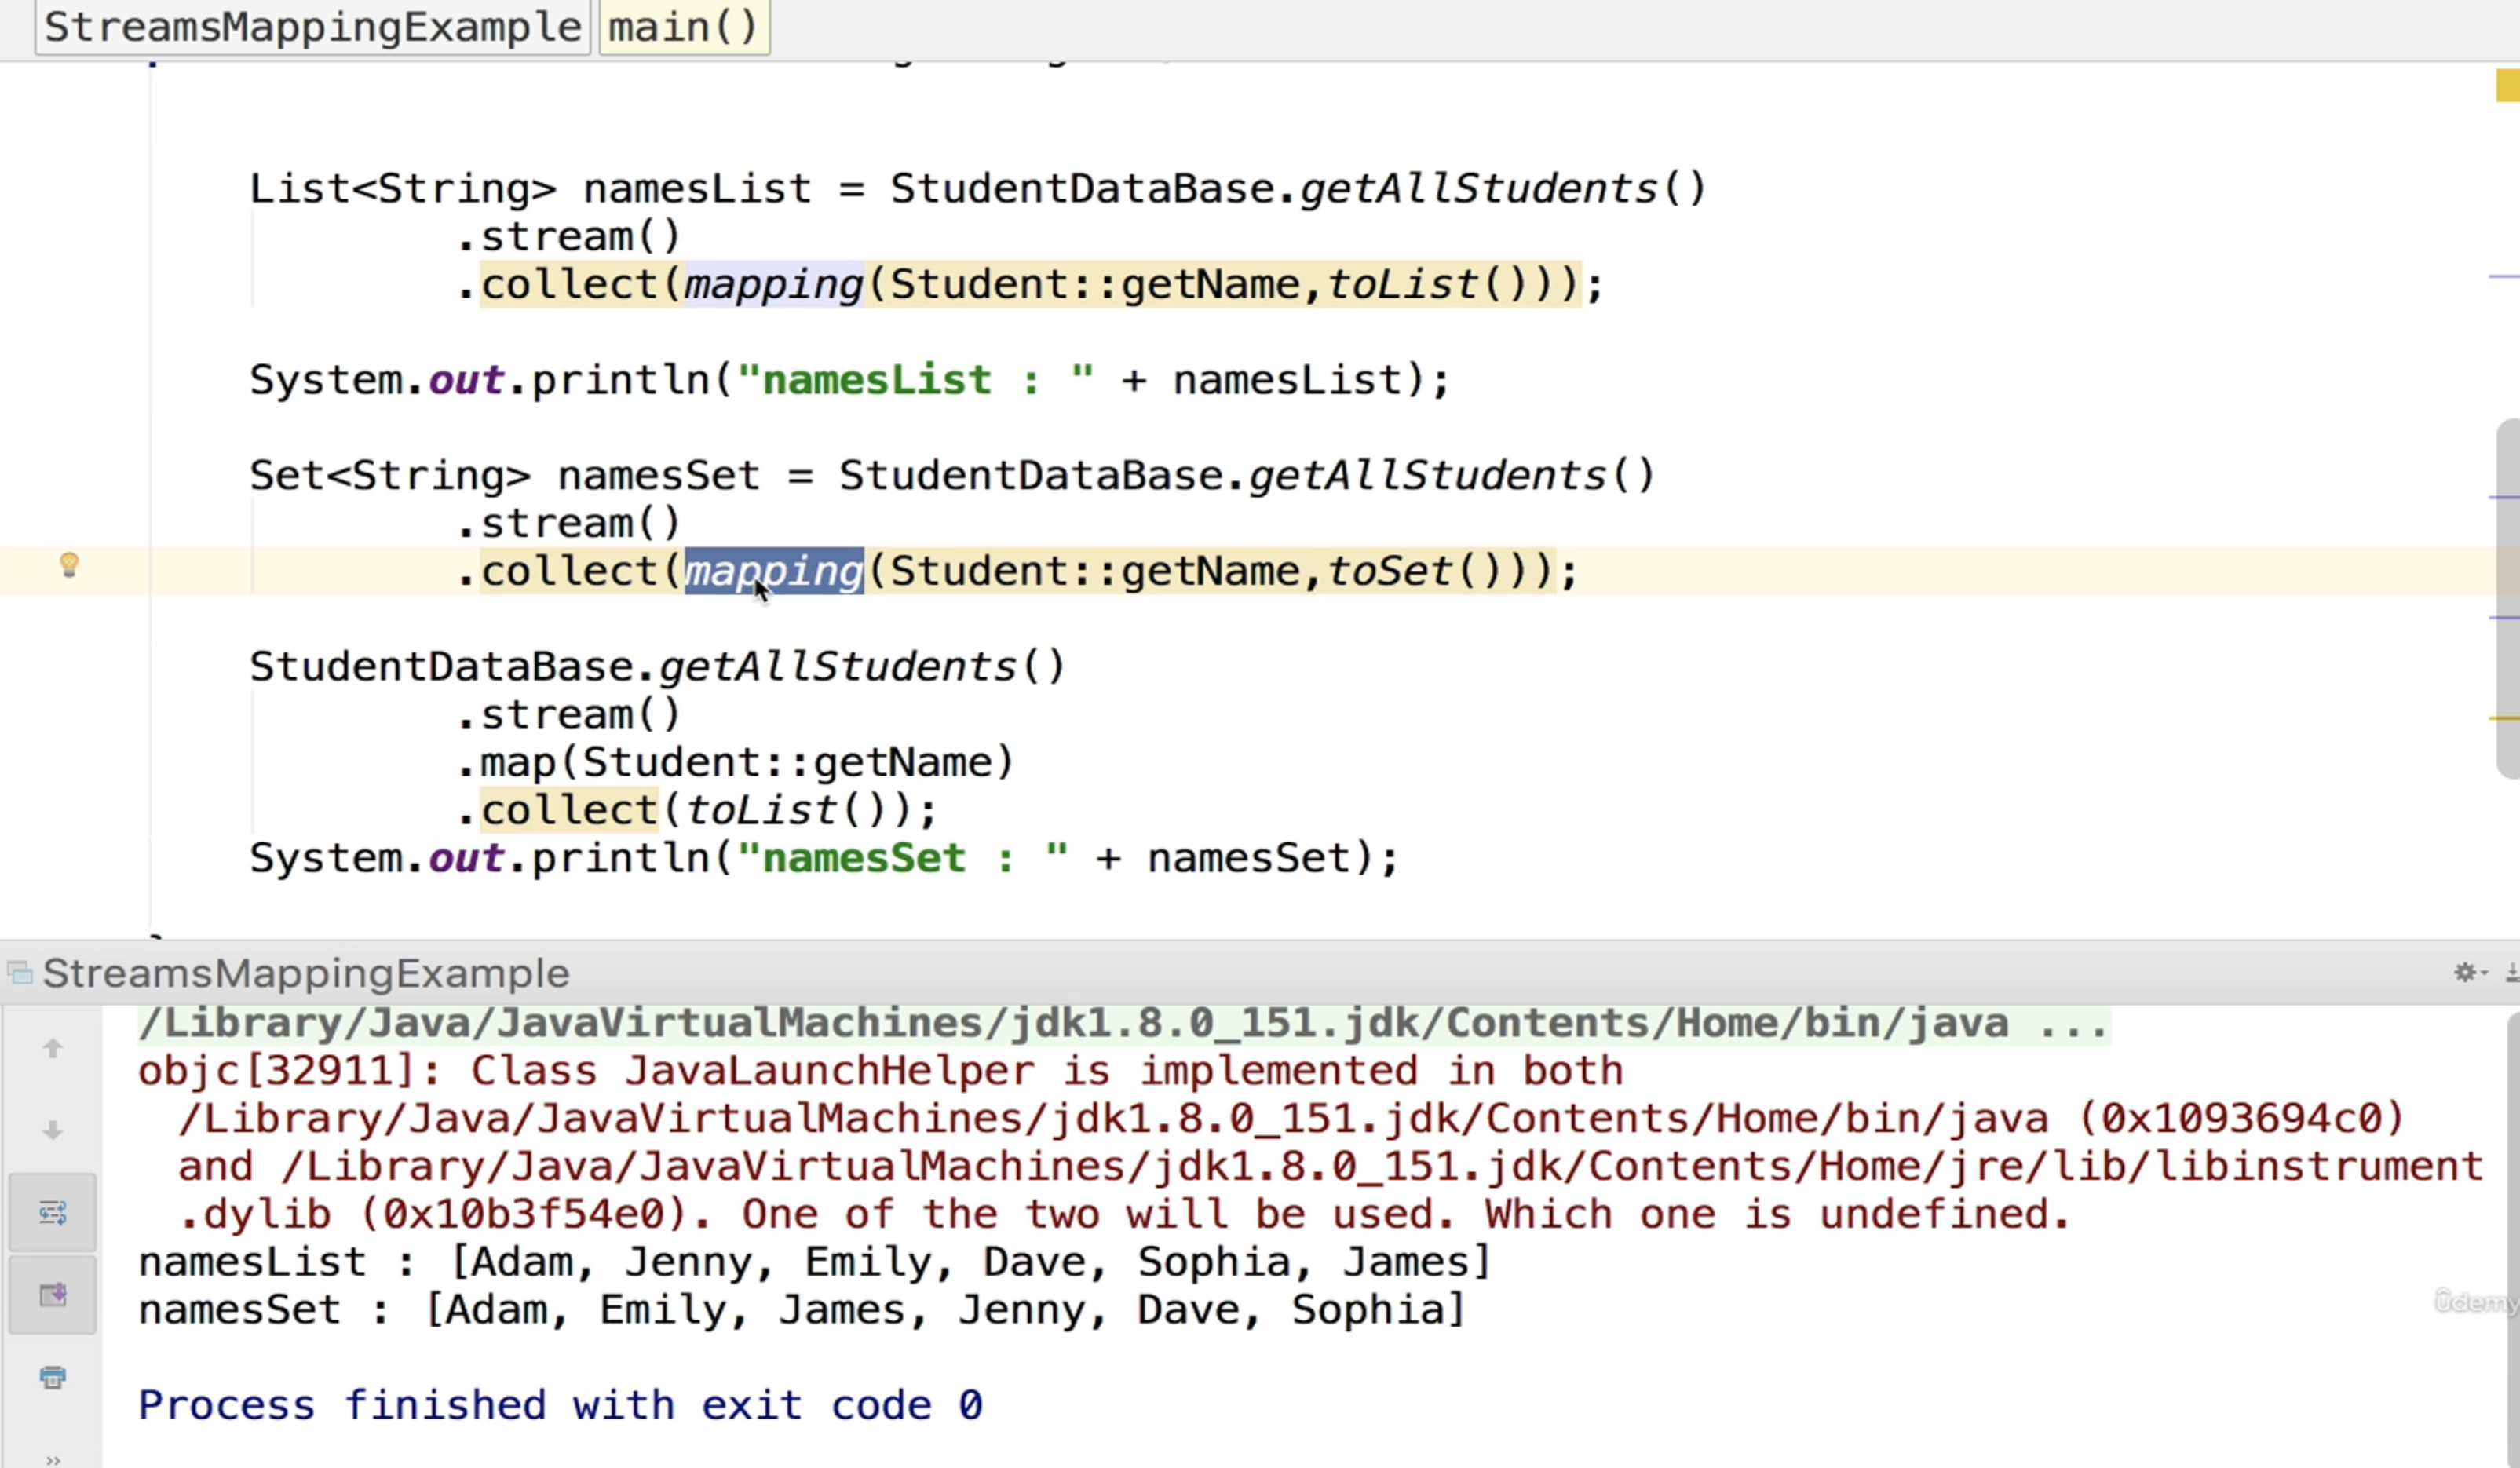 StreamsMappingExample main()
List<String> namesList = StudentDataBase.getAllStudents()
.stream()
.collect(mapping(Student::getName,toList()));
System.out.println("namesList : " + namesList);
Set<String> namesSet = StudentDataBase.getAllStudents()
.stream()
.collect(mapping(Student::getName,toSet()));
StudentDataBase.getAllStudents()
.stream()
.map(Student::getName)
.collect(toList());
System.out.println("namesSet : " + namesSet);
StreamsMappingExample
/Library/Java/JavaVirtualMachines/jdk1.8.0_151.jdk/Contents/Home/bin/java ...
objc[32911]: Class JavaLaunchHelper is implemented in both
/Library/Java/JavaVirtualMachines/jdk1.8.0_151.jdk/Contents/Home/bin/java (0x1093694c0)
and /Library/Java/JavaVirtualMachines/jdk1.8.0_151.jdk/Contents/Home/jre/lib/libinstrument
.dylib (0x10b3f54e0). One of the two will be used. Which one is undefined.
namesList : [Adam, Jenny, Emily, Dave, Sophia, James]
namesSet : [Adam, Emily, James, Jenny, Dave, Sophia]
udemy
Process finished with exit code 0